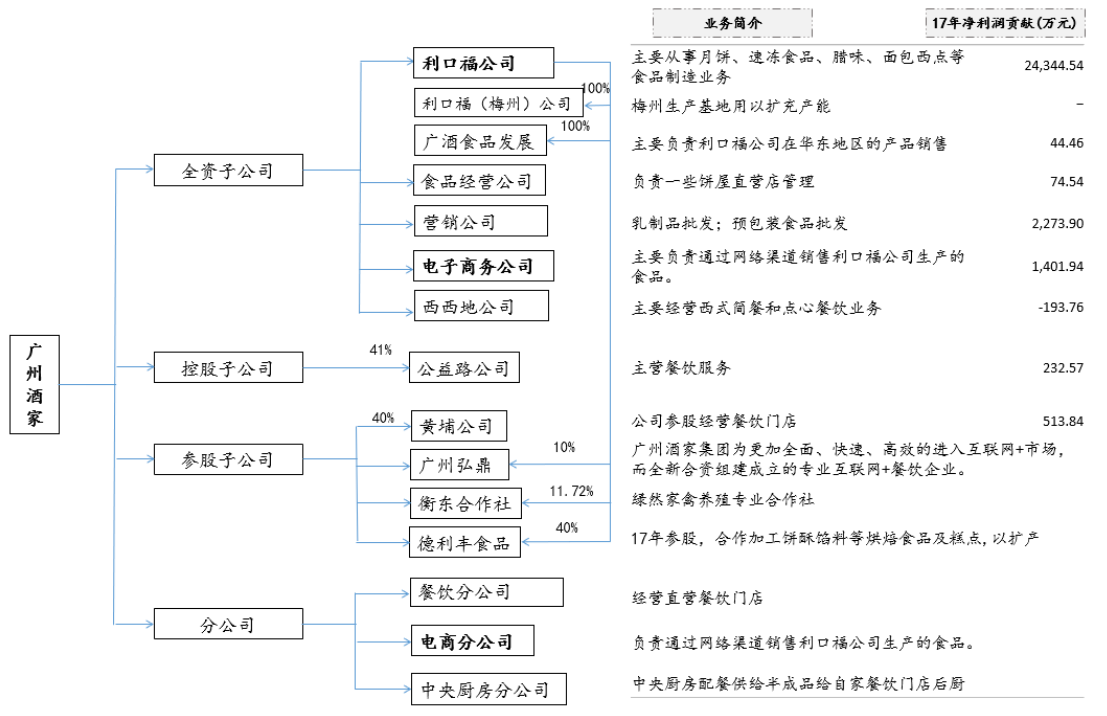 业务简介
17年净利润贡献(万元)
利口福公司
主要从事月饼、速冻食品、腊味、面包西点等
食品制造业务
24,344.54
100%
利口福（梅州）公司
梅州生产基地用以扩充产能
–
100%
广酒食品发展
主要负责利口福公司在华东地区的产品销售
44.46
全资子公司
食品经营公司
负责一些饼屋直营店管理
74.54
营销公司
乳制品批发；预包装食品批发
2,273.90
电子商务公司
主要负责通过网络渠道销售利口福公司生产的
食品。
1,401.94
西西地公司
主要经营西式简餐和点心餐饮业务
-193.76
广
州
酒
家
控股子公司
41%
公益路公司
主营餐饮服务
232.57
参股子公司
40%
黄埔公司
公司参股经营餐饮门店
513.84
广州弘鼎
10%
广州酒家集团为更加全面、快速、高效的进入互联网+市场，
而全新合资组建成立的专业互联网+餐饮企业。
衡东合作社
11.72%
绿然家禽养殖专业合作社
德利丰食品
40%
17年参股，合作加工饼酥馅料等烘焙食品及糕点,以扩产
分公司
餐饮分公司
经营直营餐饮门店
电商分公司
负责通过网络渠道销售利口福公司生产的食品。
中央厨房分公司
中央厨房配餐供给半成品给自家餐饮门店后厨